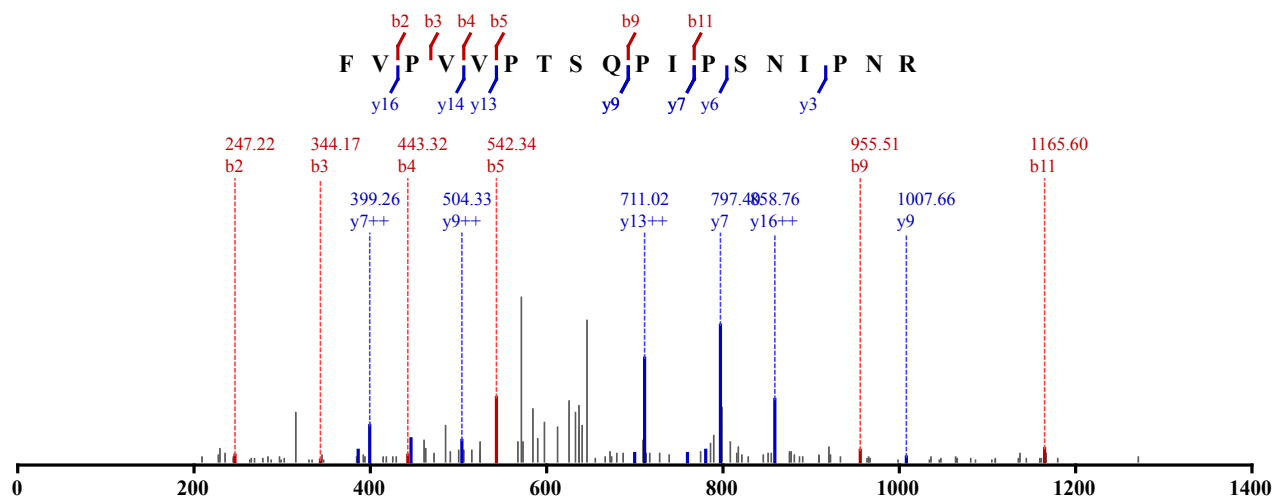 b2 b3 b4 b5 b9 b11
F V P V V P T S Q P I P S N I P N R
y16 y14 y13 y9 y7 y6 y3
247.22 344.17 443.32 542.34 955.51 1165.60
b2 b3 b4 b5 b9 b11
399.26 504.33 711.02 797.40 858.76 1007.66
y7++ y9++ y13++ y7 y16++ y9
0 200 400 600 800 1000 1200 1400